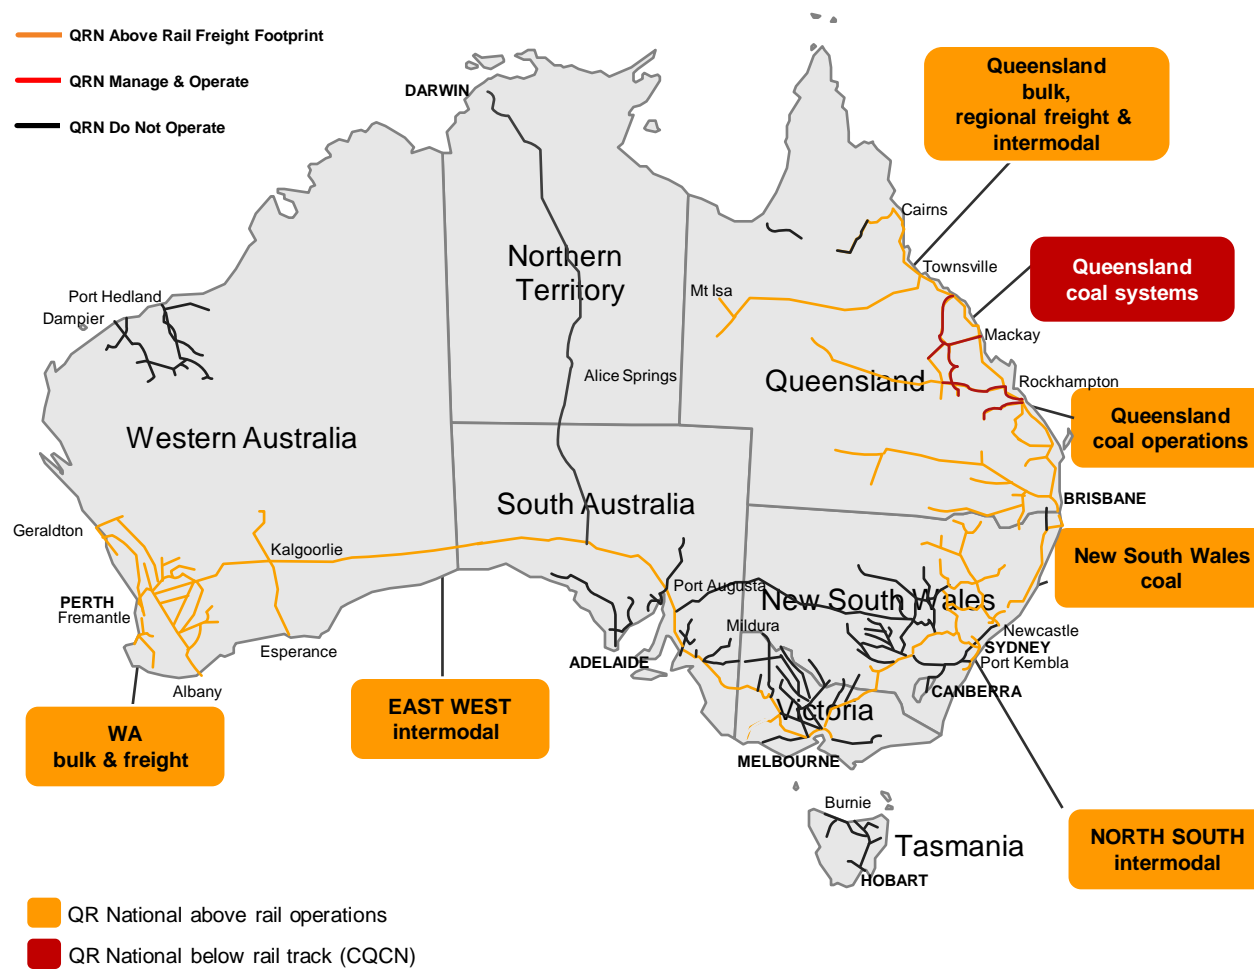 QRN Above Rail Freight Footprint
QRN Manage & Operate
QRN Do Not Operate
DARWIN
Queensland
bulk,
regional freight &
intermodal
Cairns
Northern
Territory
Townsville
Queensland
coal systems
Mt Isa
Port Hedland
Dampier
Mackay
Alice Springs
Queensland
Rockhampton
Queensland
coal operations
Western Australia
South Australia
BRISBANE
Geraldton
Kalgoorlie
New South Wales
coal
Port Augusta
New South Wales
PERTH
Fremantle
Mildura
Newcastle
SYDNEY
Port Kembla
Esperance
ADELAIDE
CANBERRA
Albany
EAST WEST
intermodal
Victoria
WA
bulk & freight
MELBOURNE
Burnie
Tasmania
NORTH SOUTH
intermodal
HOBART
QR National above rail operations
QR National below rail track (CQCN)